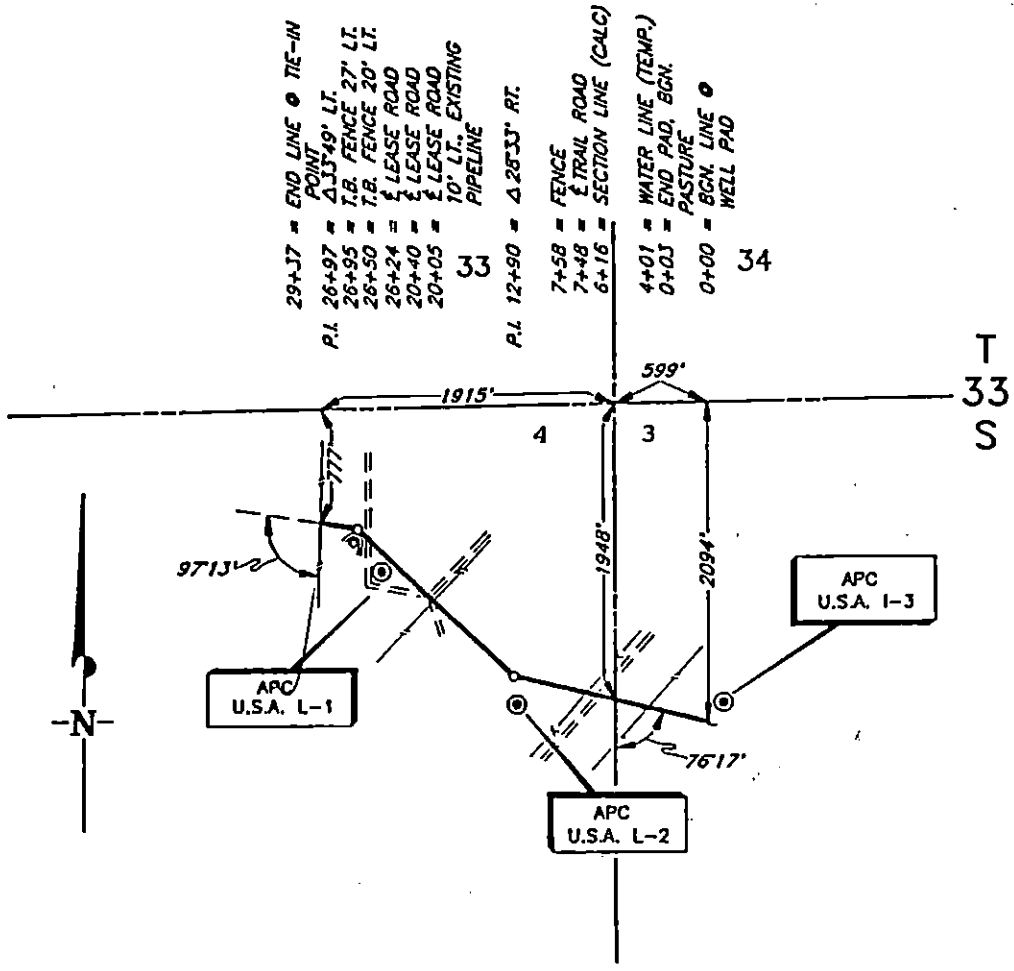 29+37 = END LINE @ TIE-IN
POINT
P.I. 26+97 = Δ 33°49' LT.
26+95 = T.B. FENCE 27' LT.
26+50 = T.B. FENCE 20' LT.
26+24 = ℄ LEASE ROAD
20+40 = ℄ LEASE ROAD
20+05 = ℄ LEASE ROAD
10' LT., EXISTING
PIPELINE
P.I. 12+90 = Δ 28°33' RT.
7+58 = FENCE
7+48 = ℄ TRAIL ROAD
6+16 = SECTION LINE (CALC)
4+01 = WATER LINE (TEMP.)
0+03 = END PAD, BGN.
PASTURE
0+00 = BGN. LINE @
WELL PAD
33
34
T
33
S
1915'
599'
4
3
777'
1948'
2094'
97°13'
76°17'
APC
U.S.A. I-3
APC
U.S.A. L-1
APC
U.S.A. L-2
-N-